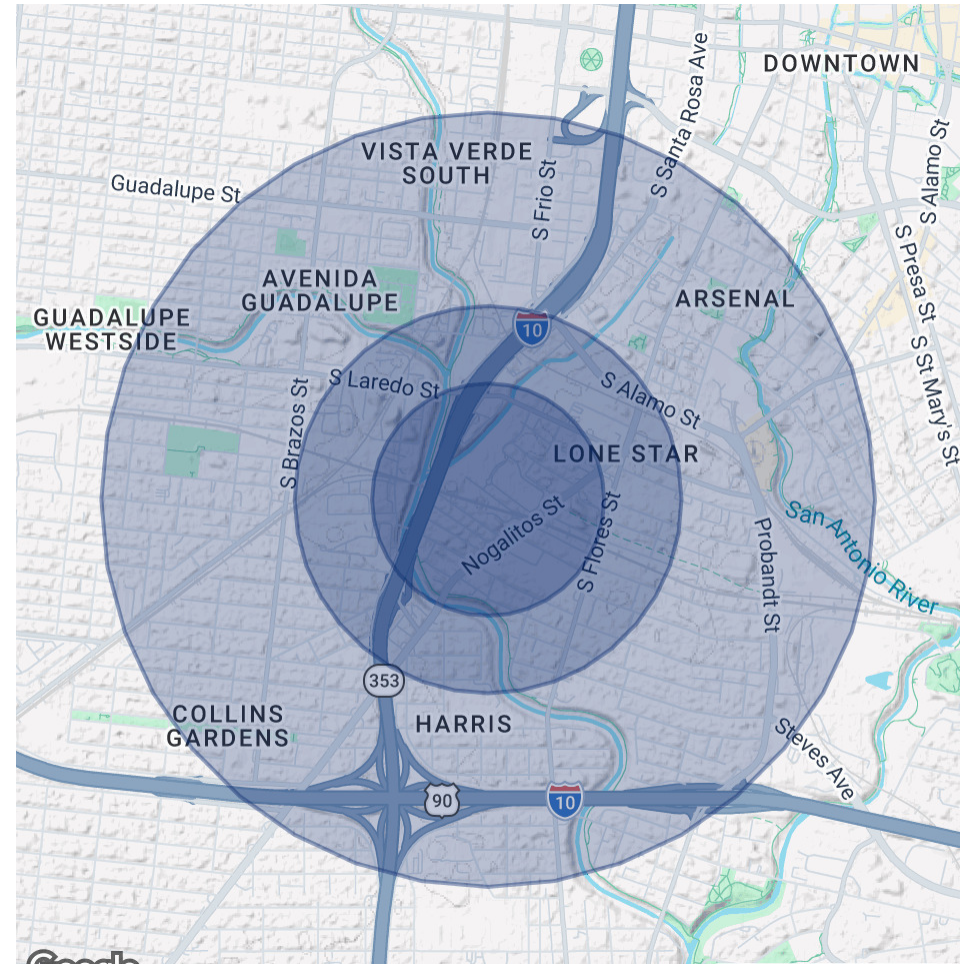 DOWNTOWN
S Santa Rosa Ave
VISTA VERDE
SOUTH
S Frio St
S Alamo St
Guadalupe St
S Presa St
AVENIDA
GUADALUPE
ARSENAL
GUADALUPE
WESTSIDE
10
S St Mary's St
S Laredo St
S Alamo St
S Brazos St
LONE STAR
Nogalitos St
S Flores St
San Antonio River
Probandt St
353
COLLINS
GARDENS
HARRIS
Steves Ave
90
10
Google